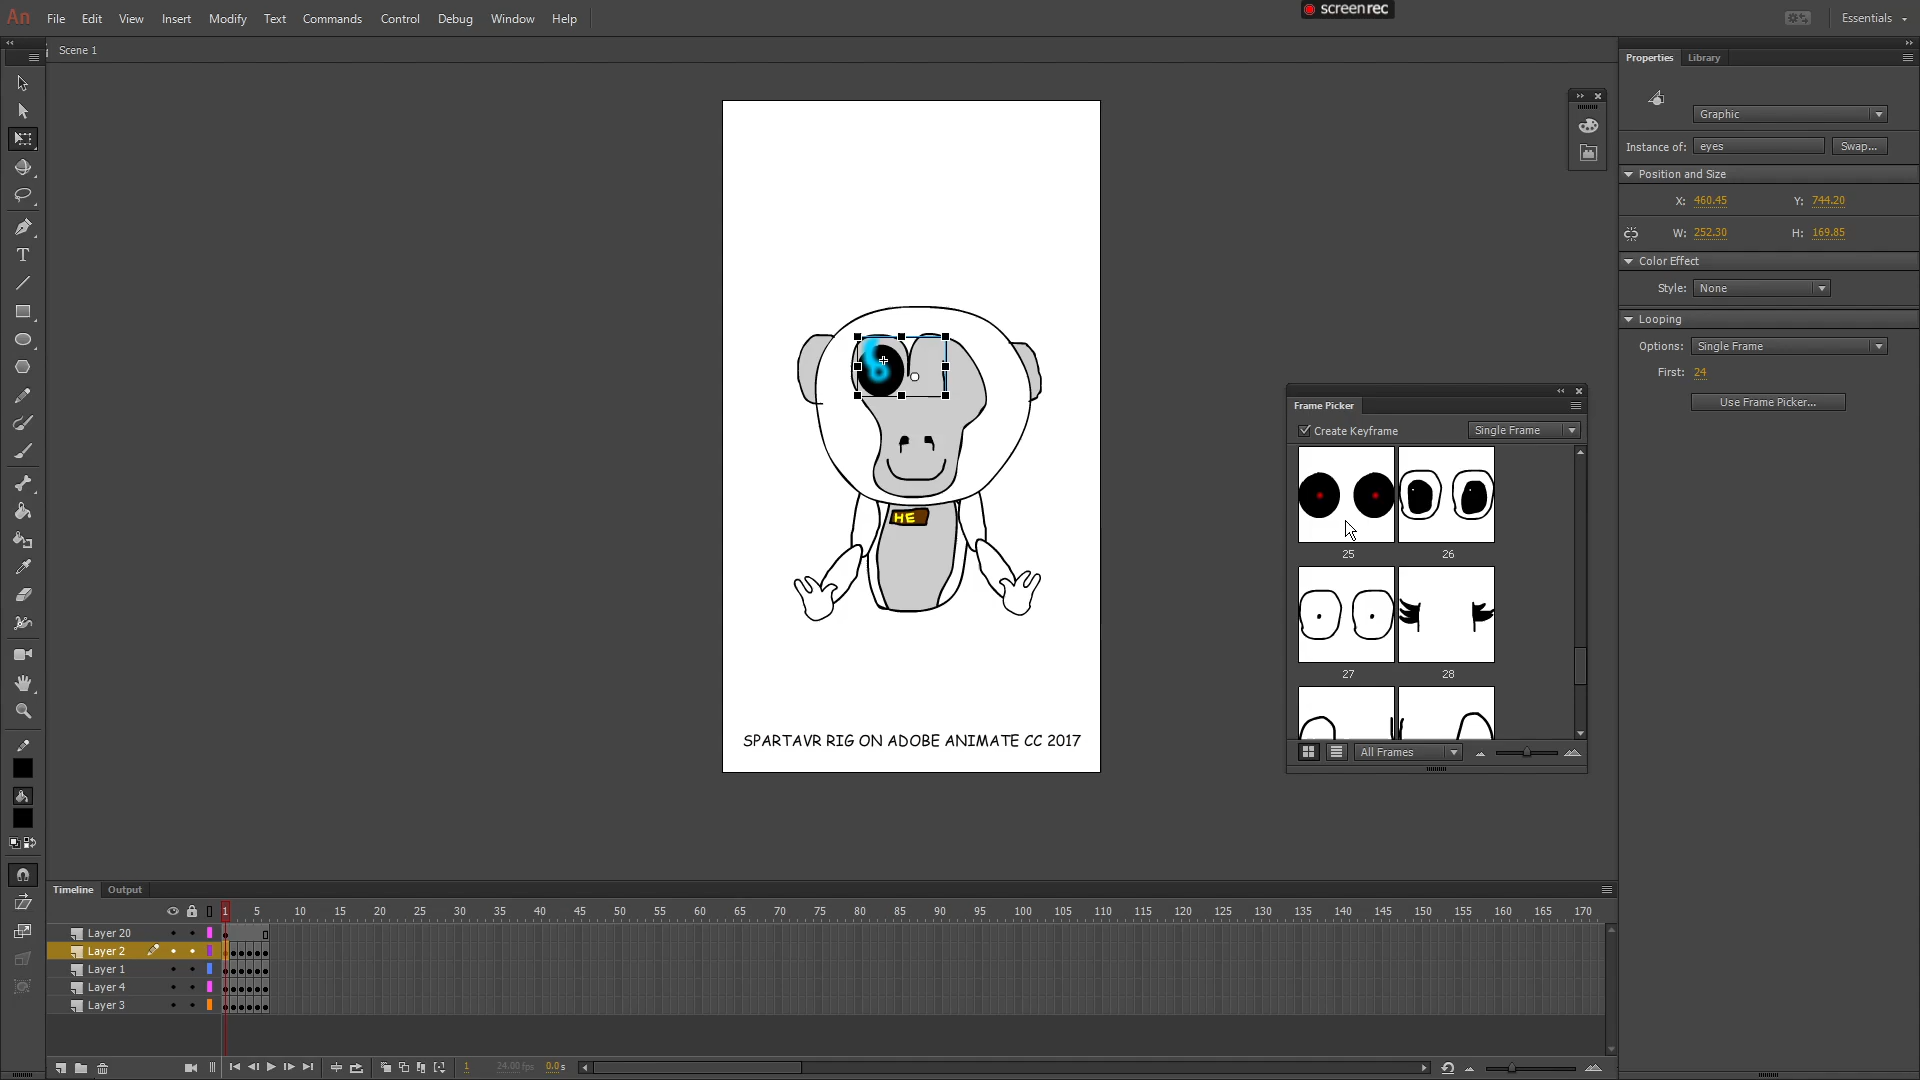 An File Edit View Insert Modify Text Commands Control Debug Window Help screenrec Essentials
Scene 1
Properties Library
Graphic
Instance of: eyes Swap...
Position and Size
X: 460.45 Y: 744.20
W: 252.30 H: 169.85
Color Effect
Style: None
Looping
Options: Single Frame
First: 24
Use Frame Picker...
Frame Picker
Create Keyframe Single Frame
25 26
27 28
All Frames
HE
SPARTAVR RIG ON ADOBE ANIMATE CC 2017
Timeline Output
1 5 10 15 20 25 30 35 40 45 50 55 60 65 70 75 80 85 90 95 100 105 110 115 120 125 130 135 140 145 150 155 160 165 170
Layer 20
Layer 2
Layer 1
Layer 4
Layer 3
1 24.00 fps 0.0 s